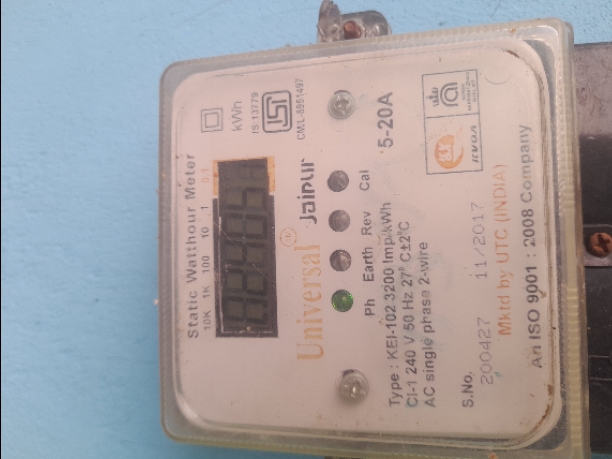 Static Watthour Meter
10K 1K 100 10 .1 0.1
kWh
IS 13779
CM/L-8951497
Universal
Jaipur
Ph Earth Rev Cal
Type : KEI-102 3200 Imp/kWh
5-20A
Cl-1 240 V 50 Hz 27° C±2°C
AC single phase 2-wire
S.No.
200427 11/2017
Mktd by UTC (INDIA)
An ISO 9001 : 2008 Company